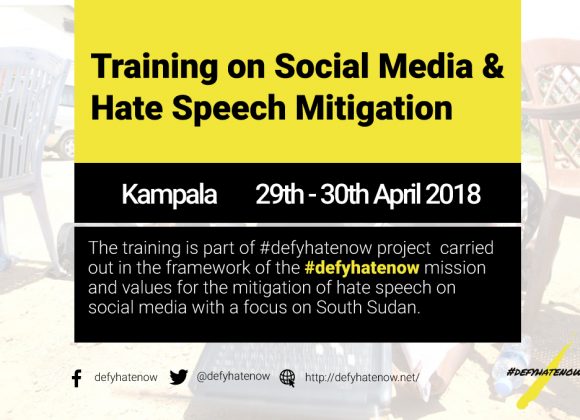 Training on Social Media &
Hate Speech Mitigation
Kampala 29th - 30th April 2018
The training is part of #defyhatenow project carried
out in the framework of the #defyhatenow mission
and values for the mitigation of hate speech on
social media with a focus on South Sudan.
defyhatenow @defyhatenow http://defyhatenow.net/
#DEFYHATENOW